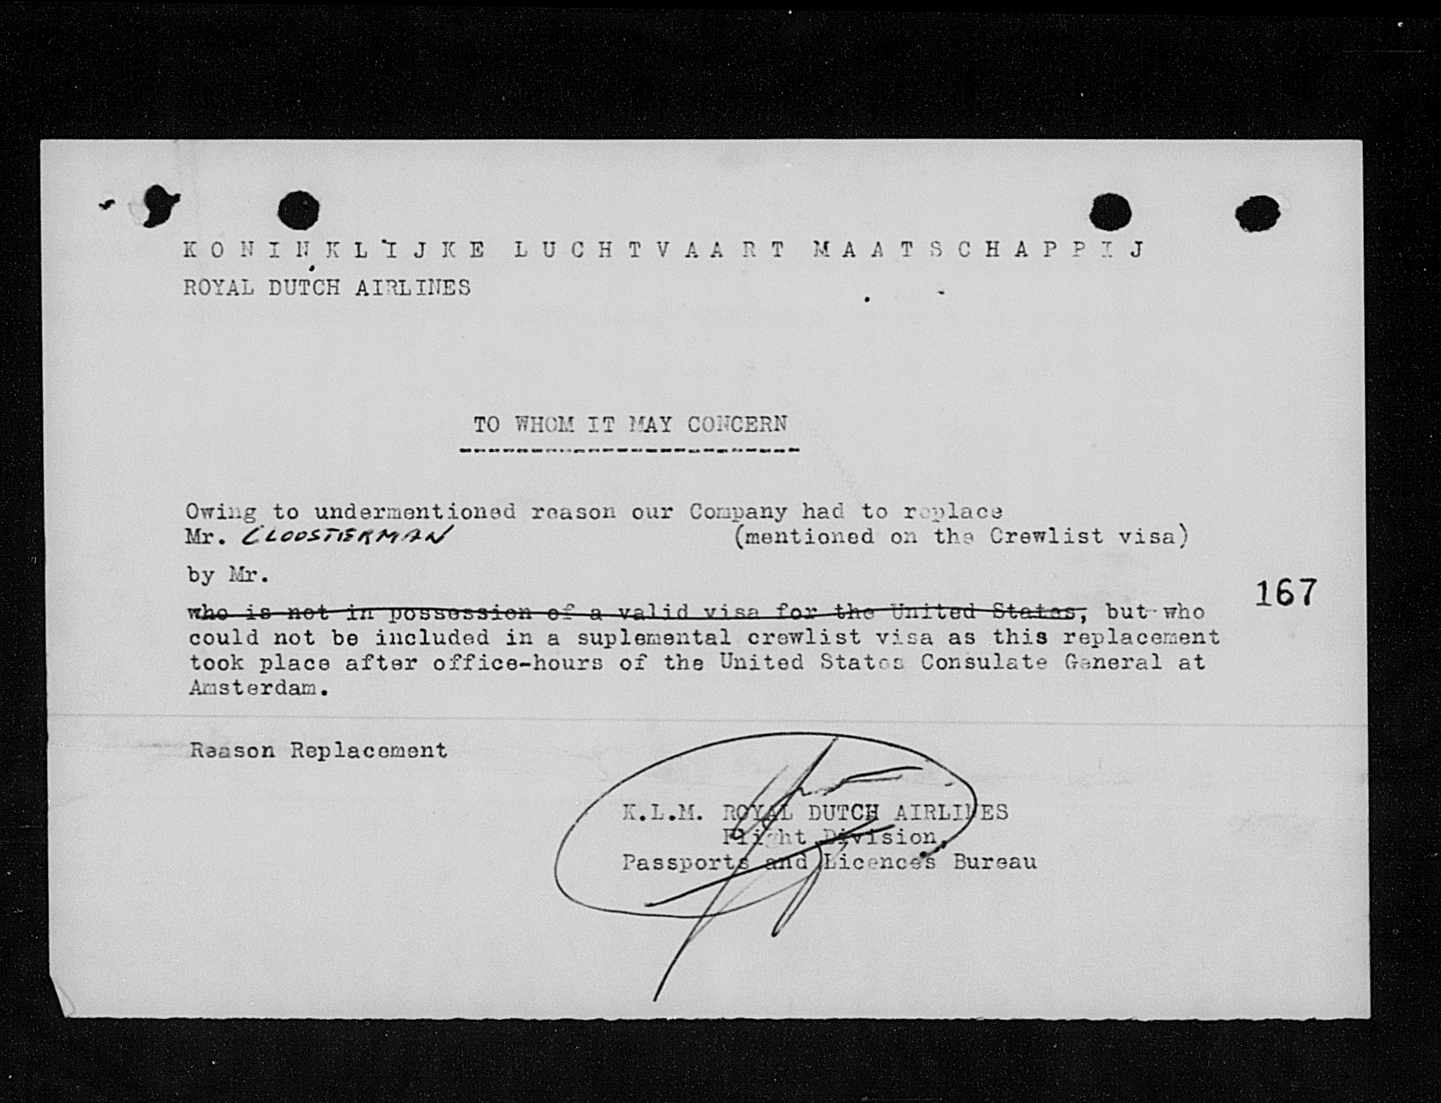 KONINKLIJKE LUCHTVAART MAATSCHAPPIJ
ROYAL DUTCH AIRLINES
TO WHOM IT MAY CONCERN
Owing to undermentioned reason our Company had to replace
Mr. CLOOSTERMAN (mentioned on the Crewlist visa)
by Mr.
167
who is not in possession of a valid visa for the United States, but who
could not be included in a suplemental crewlist visa as this replacement
took place after office-hours of the United States Consulate General at
Amsterdam.
Reason Replacement
K.L.M. ROYAL DUTCH AIRLINES
Flight Division,
Passports and Licences Bureau